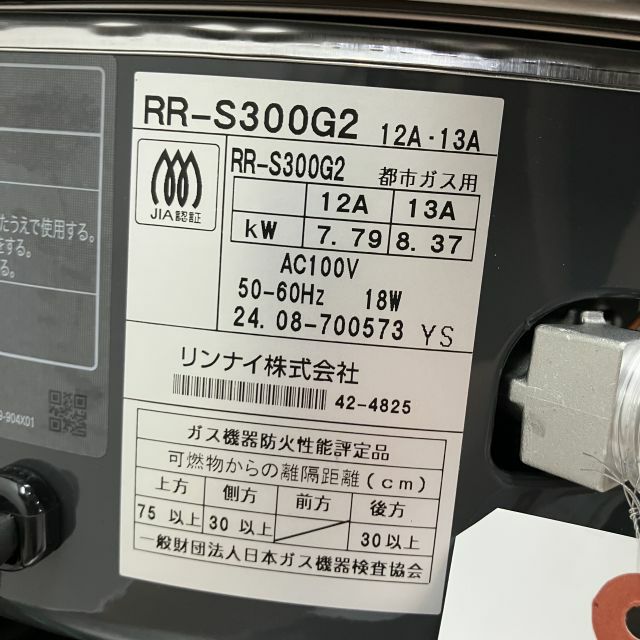 RR-S300G2 12A・13A
JIA認証
RR-S300G2 都市ガス用
12A 13A
kW 7.79 8.37
AC100V
50-60Hz 18W
24.08-700573 YS
リンナイ株式会社
42-4825
ガス機器防火性能評定品
可燃物からの離隔距離(cm)
上方 側方 前方 後方
75 以上 30 以上 30以上
一般財団法人日本ガス機器検査協会
たうえで使用する。
をする。
る。
-904X01